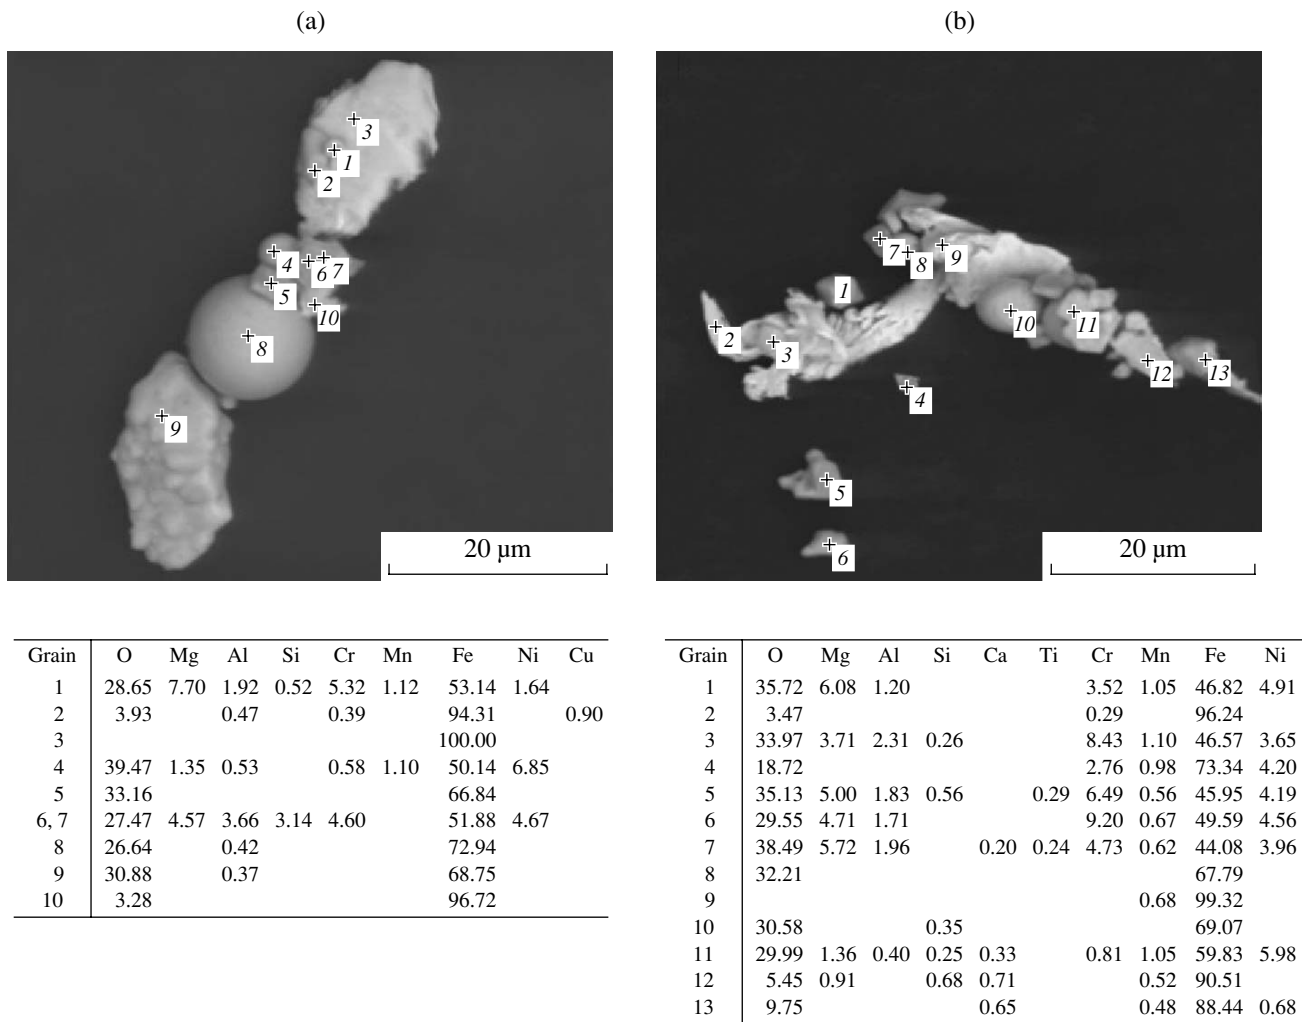 (a)
(b)
3
1
2
4
6 7
5
10
8
9
20 µm
7
8
9
1
2
3
10
11
12
13
4
5
6
20 µm
Grain O Mg Al Si Cr Mn Fe Ni Cu
1 28.65 7.70 1.92 0.52 5.32 1.12 53.14 1.64
2 3.93 0.47 0.39 94.31 0.90
3 100.00
4 39.47 1.35 0.53 0.58 1.10 50.14 6.85
5 33.16 66.84
6, 7 27.47 4.57 3.66 3.14 4.60 51.88 4.67
8 26.64 0.42 72.94
9 30.88 0.37 68.75
10 3.28 96.72
Grain O Mg Al Si Ca Ti Cr Mn Fe Ni
1 35.72 6.08 1.20 3.52 1.05 46.82 4.91
2 3.47 0.29 96.24
3 33.97 3.71 2.31 0.26 8.43 1.10 46.57 3.65
4 18.72 2.76 0.98 73.34 4.20
5 35.13 5.00 1.83 0.56 0.29 6.49 0.56 45.95 4.19
6 29.55 4.71 1.71 9.20 0.67 49.59 4.56
7 38.49 5.72 1.96 0.20 0.24 4.73 0.62 44.08 3.96
8 32.21 67.79
9 0.68 99.32
10 30.58 0.35 69.07
11 29.99 1.36 0.40 0.25 0.33 0.81 1.05 59.83 5.98
12 5.45 0.91 0.68 0.71 0.52 90.51
13 9.75 0.65 0.48 88.44 0.68